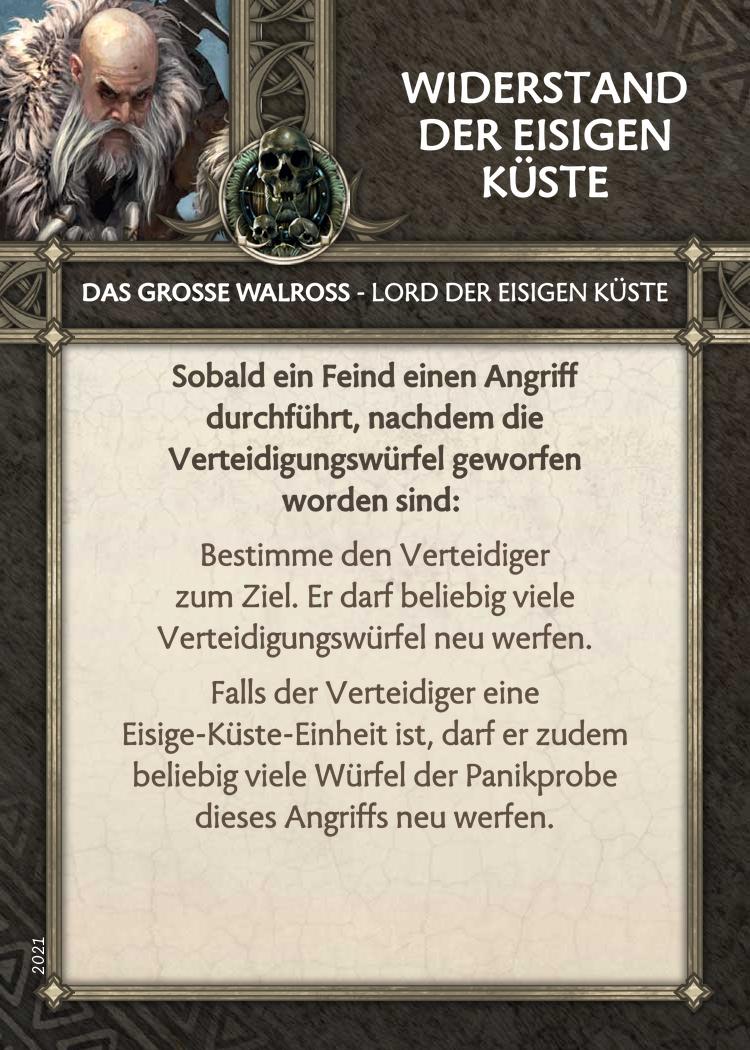 WIDERSTAND
DER EISIGEN
KÜSTE
DAS GROSSE WALROSS - LORD DER EISIGEN KÜSTE
Sobald ein Feind einen Angriff
durchführt, nachdem die
Verteidigungswürfel geworfen
worden sind:
Bestimme den Verteidiger
zum Ziel. Er darf beliebig viele
Verteidigungswürfel neu werfen.
Falls der Verteidiger eine
Eisige-Küste-Einheit ist, darf er zudem
beliebig viele Würfel der Panikprobe
dieses Angriffs neu werfen.
2021